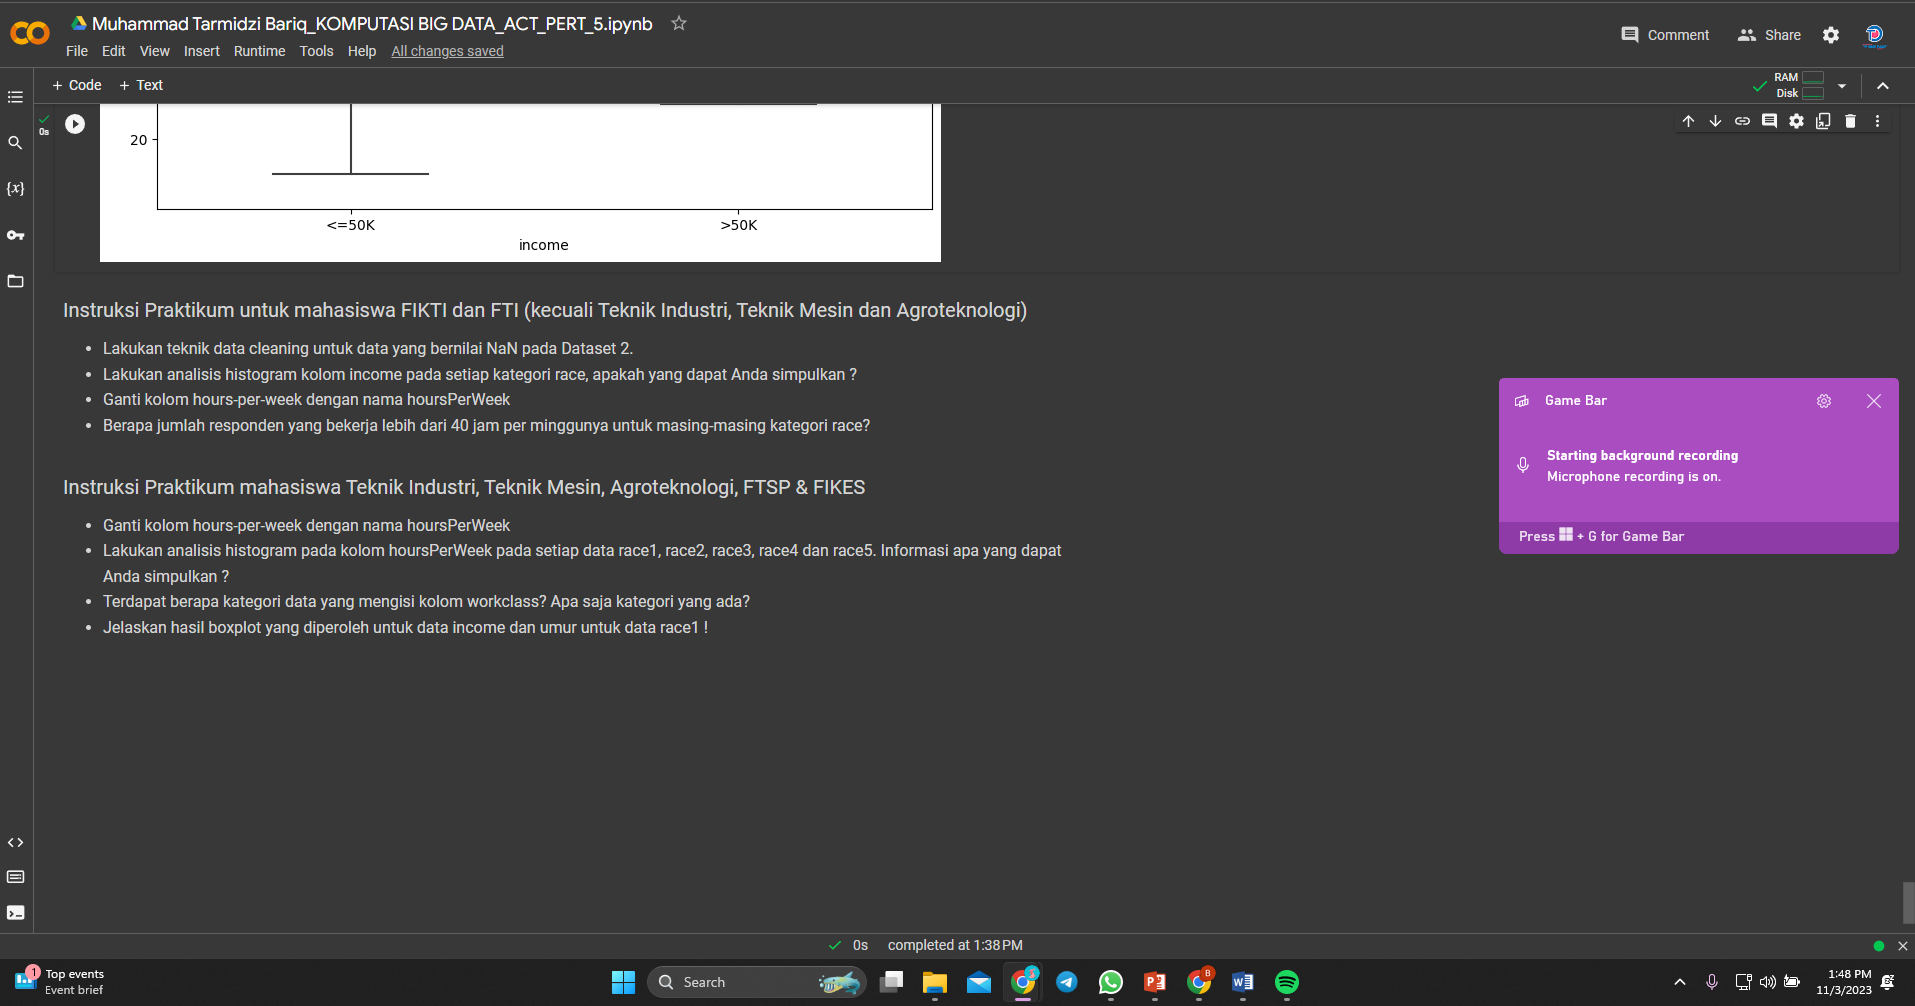 Muhammad Tarmidzi Bariq_KOMPUTASI BIG DATA_ACT_PERT_5.ipynb
File Edit View Insert Runtime Tools Help All changes saved
Comment Share
+ Code + Text
RAM
Disk
0s
20
<=50K >50K
income
{x}
Instruksi Praktikum untuk mahasiswa FIKTI dan FTI (kecuali Teknik Industri, Teknik Mesin dan Agroteknologi)
• Lakukan teknik data cleaning untuk data yang bernilai NaN pada Dataset 2.
• Lakukan analisis histogram kolom income pada setiap kategori race, apakah yang dapat Anda simpulkan ?
• Ganti kolom hours-per-week dengan nama hoursPerWeek
• Berapa jumlah responden yang bekerja lebih dari 40 jam per minggunya untuk masing-masing kategori race?
Game Bar
Starting background recording
Microphone recording is on.
Press + G for Game Bar
Instruksi Praktikum mahasiswa Teknik Industri, Teknik Mesin, Agroteknologi, FTSP & FIKES
• Ganti kolom hours-per-week dengan nama hoursPerWeek
• Lakukan analisis histogram pada kolom hoursPerWeek pada setiap data race1, race2, race3, race4 dan race5. Informasi apa yang dapat
Anda simpulkan ?
• Terdapat berapa kategori data yang mengisi kolom workclass? Apa saja kategori yang ada?
• Jelaskan hasil boxplot yang diperoleh untuk data income dan umur untuk data race1 !
0s completed at 1:38 PM
1
Top events
Event brief
Search
B
1:48 PM
11/3/2023